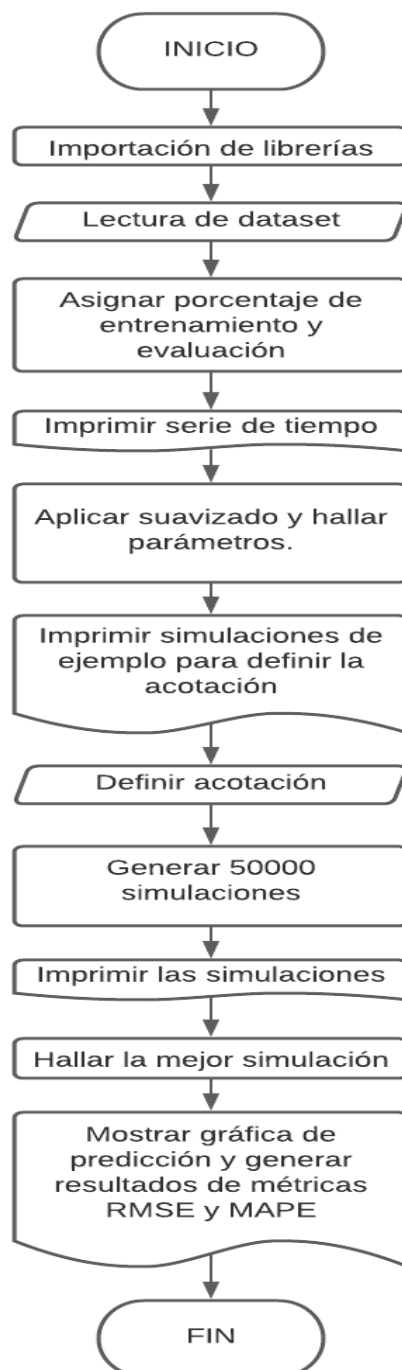 INICIO
Importación de librerías
Lectura de dataset
Asignar porcentaje de
entrenamiento y
evaluación
Imprimir serie de tiempo
Aplicar suavizado y hallar
parámetros.
Imprimir simulaciones de
ejemplo para definir la
acotación
Definir acotación
Generar 50000
simulaciones
Imprimir las simulaciones
Hallar la mejor simulación
Mostrar gráfica de
predicción y generar
resultados de métricas
RMSE y MAPE
FIN